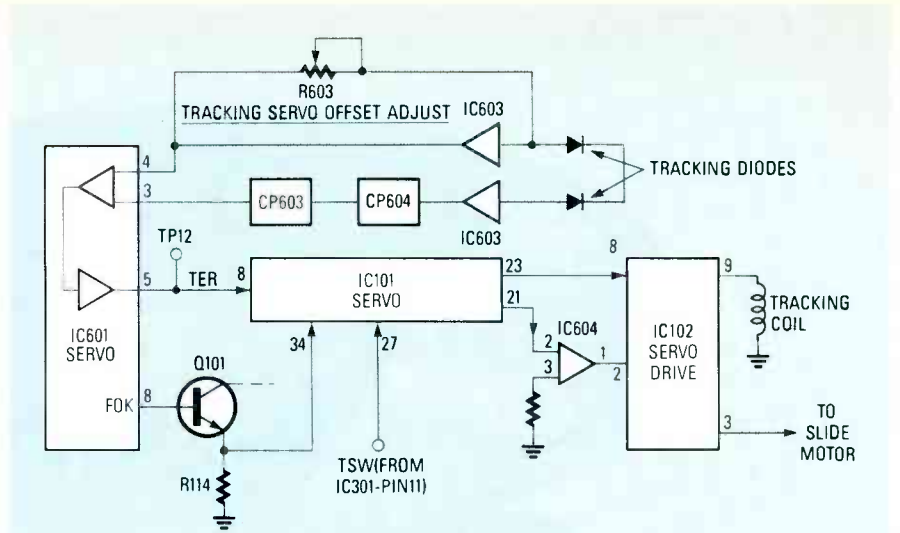 R603
TRACKING SERVO OFFSET ADJUST
IC603
TRACKING DIODES
4
3
CP603
CP604
IC603
TP12
5
TER
8
IC101
SERVO
23
21
8
9
TRACKING
COIL
IC601
SERVO
34
27
IC604
2
3
1
2
IC102
SERVO
DRIVE
Q101
FOK
8
3
TO
SLIDE
MOTOR
R114
TSW(FROM
IC301-PIN11)